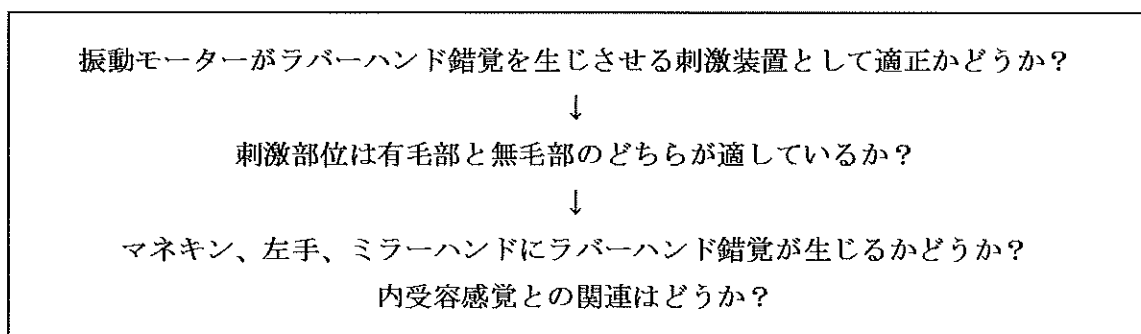 振動モーターがラバーハンド錯覚を生じさせる刺激装置として適正かどうか？
↓
刺激部位は有毛部と無毛部のどちらが適しているか？
↓
マネキン、左手、ミラーハンドにラバーハンド錯覚が生じるかどうか？
内受容感覚との関連はどうか？